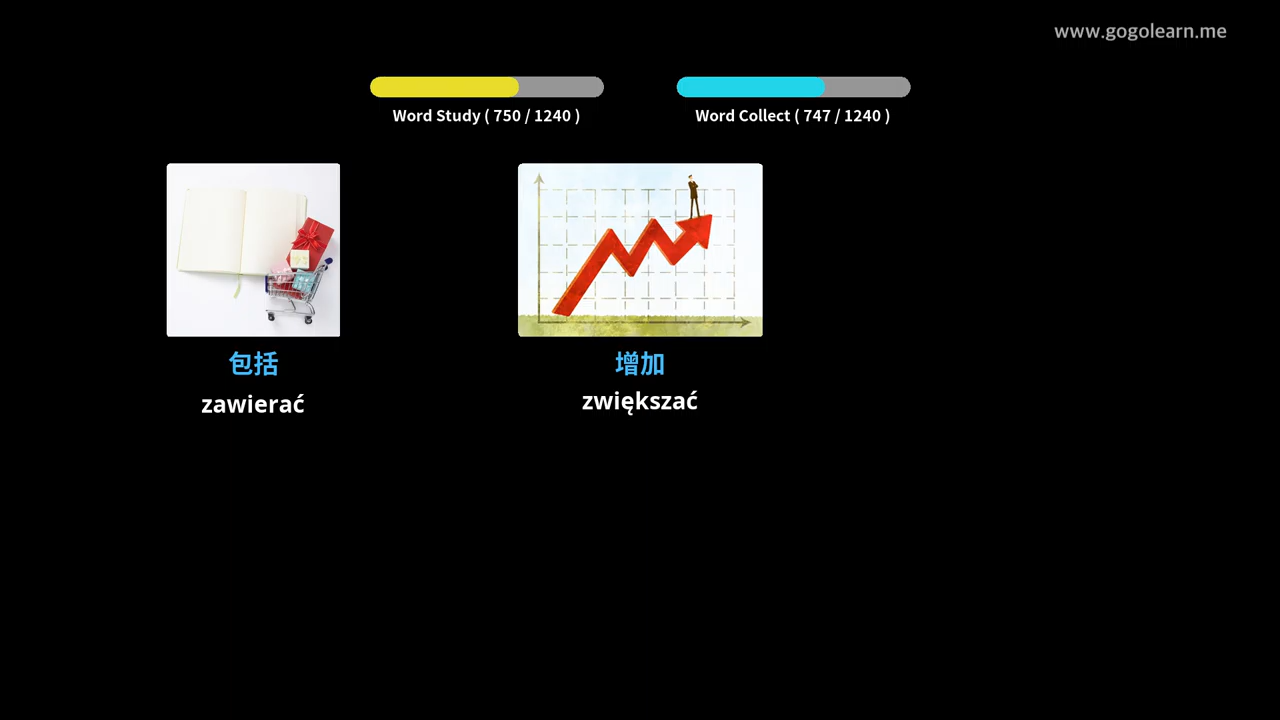 www.gogolearn.me
Word Study ( 750 / 1240 )
Word Collect ( 747 / 1240 )
包括
zawierać
增加
zwiększać